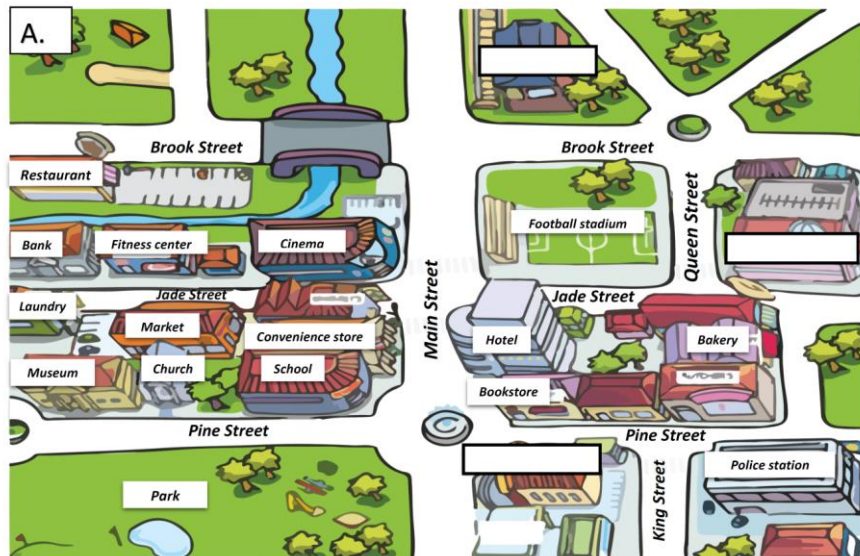 A.
Brook Street
Brook Street
Restaurant
Football stadium
Queen Street
Bank
Fitness center
Cinema
Jade Street
Jade Street
Main Street
Laundry
Market
Convenience store
Hotel
Bakery
Museum
Church
School
Bookstore
BUTCHER'S
Pine Street
Pine Street
Park
King Street
Police station